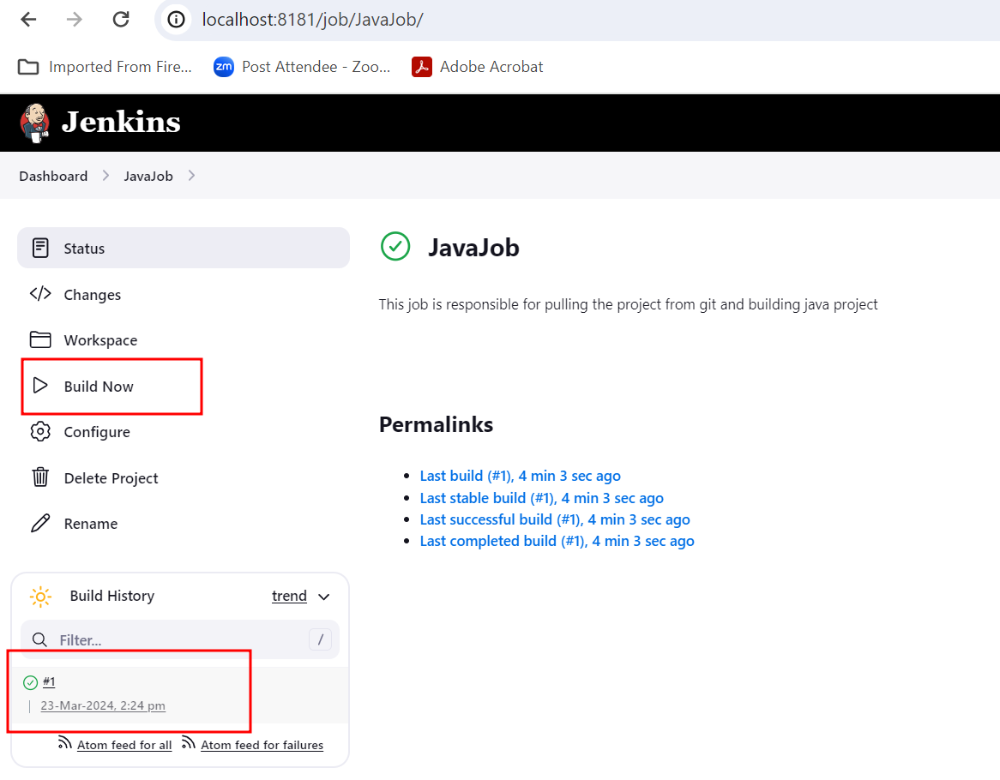 localhost:8181/job/JavaJob/
Imported From Fire... zm Post Attendee - Zoo... Adobe Acrobat
Jenkins
Dashboard JavaJob
Status
Changes
Workspace
Build Now
Configure
Delete Project
Rename
Build History trend
Filter... /
#1
23-Mar-2024, 2:24 pm
Atom feed for all Atom feed for failures
JavaJob
This job is responsible for pulling the project from git and building java project
Permalinks
Last build (#1), 4 min 3 sec ago
Last stable build (#1), 4 min 3 sec ago
Last successful build (#1), 4 min 3 sec ago
Last completed build (#1), 4 min 3 sec ago